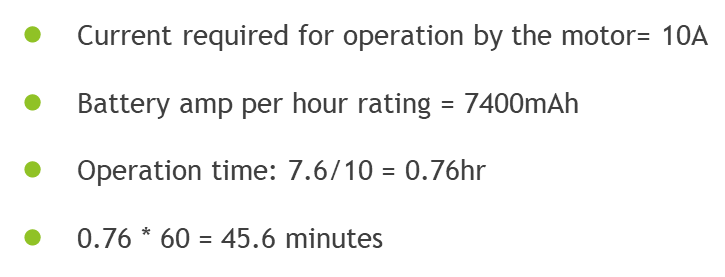 Current required for operation by the motor= 10A
Battery amp per hour rating = 7400mAh
Operation time: 7.6/10 = 0.76hr
0.76 * 60 = 45.6 minutes